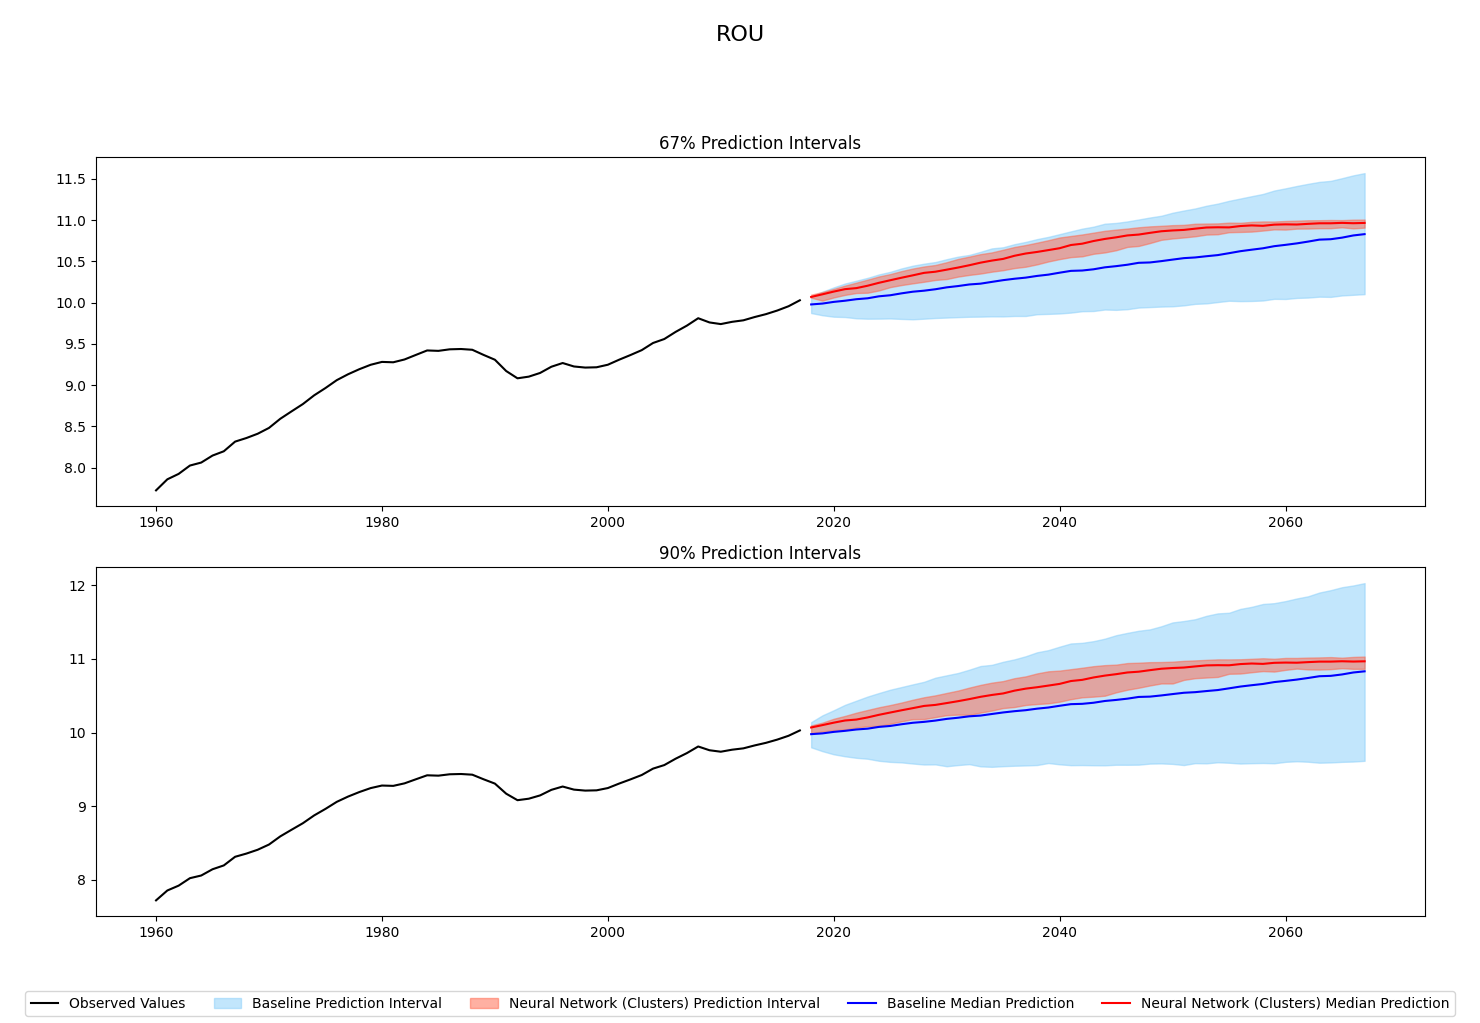 ROU
67% Prediction Intervals
11.5
11.0
10.5
10.0
9.5
9.0
8.5
8.0
1960 1980 2000 2020 2040 2060
90% Prediction Intervals
12
11
10
9
8
1960 1980 2000 2020 2040 2060
Observed Values Baseline Prediction Interval Neural Network (Clusters) Prediction Interval Baseline Median Prediction Neural Network (Clusters) Median Prediction